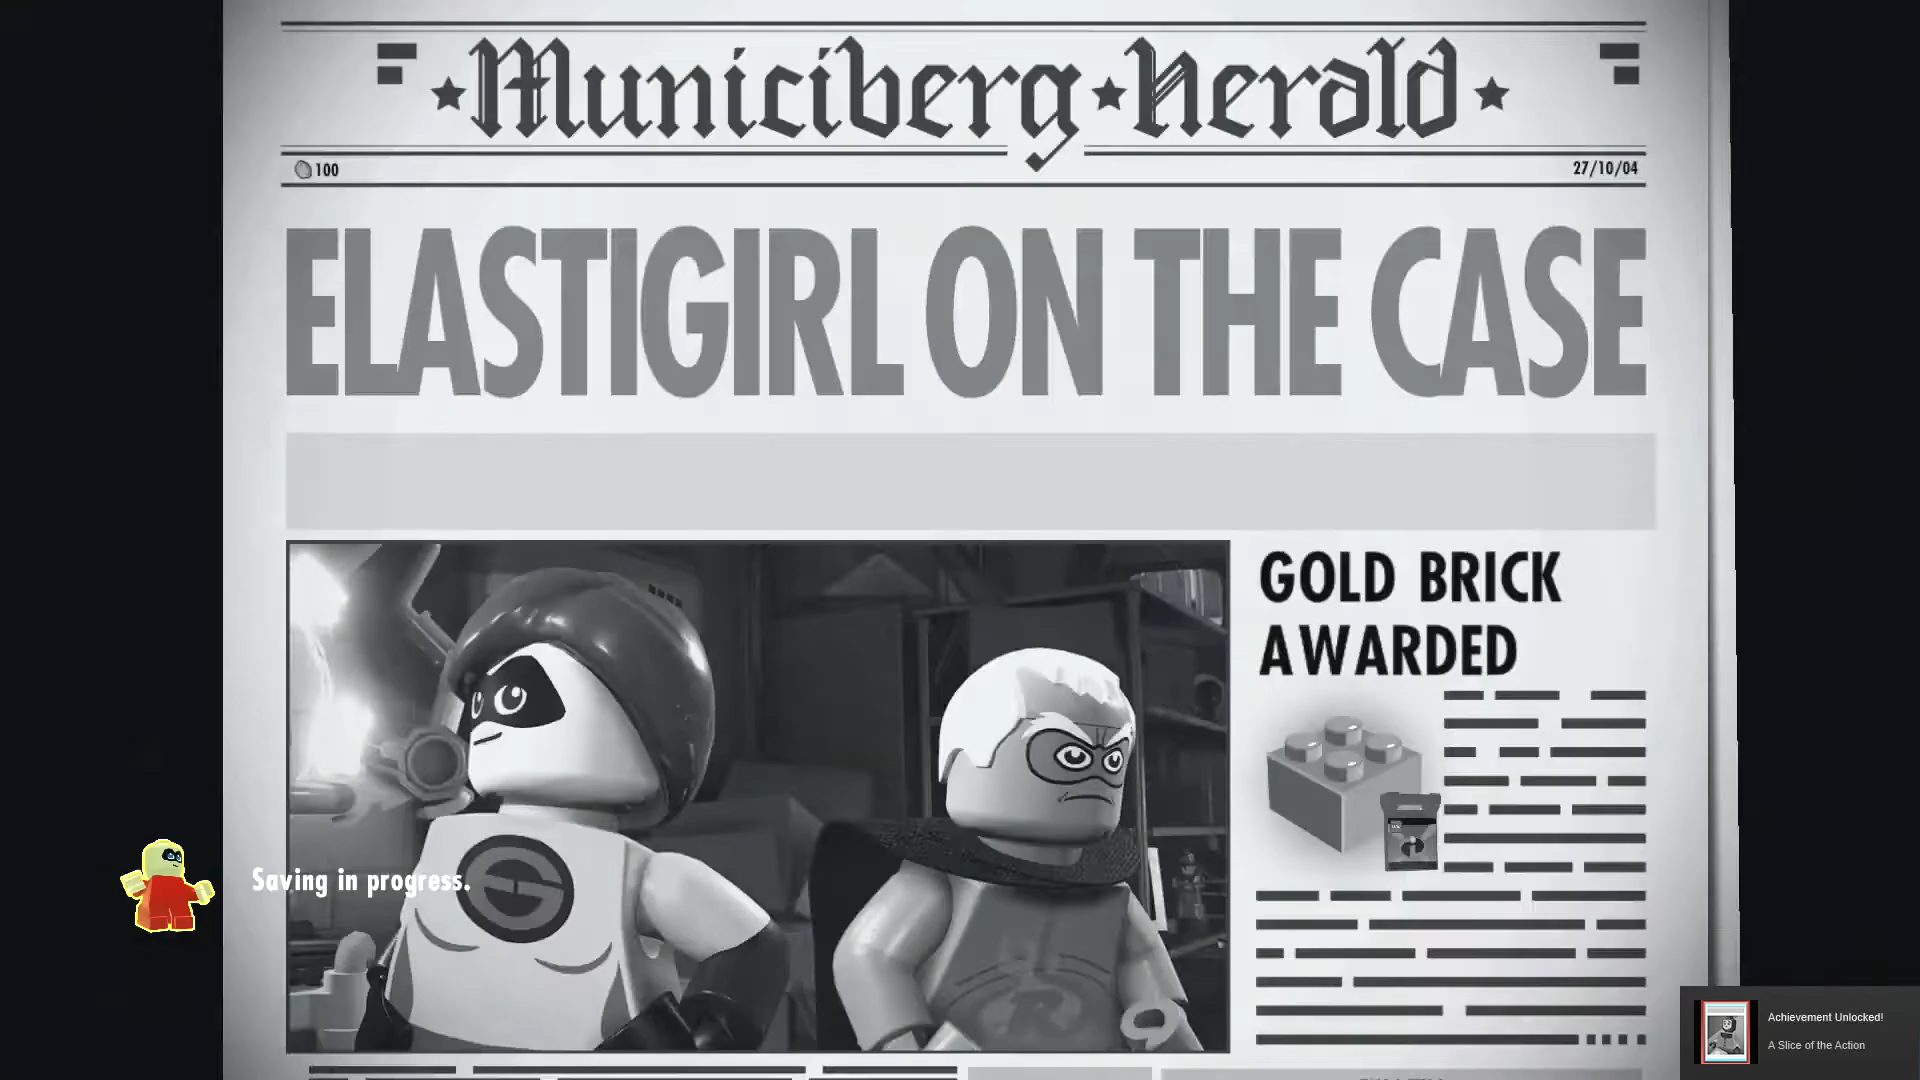 Municiberg Herald
100
27/10/04
ELASTIGIRL ON THE CASE
GOLD BRICK
AWARDED
Saving in progress.
Achievement Unlocked!
A Slice of the Action